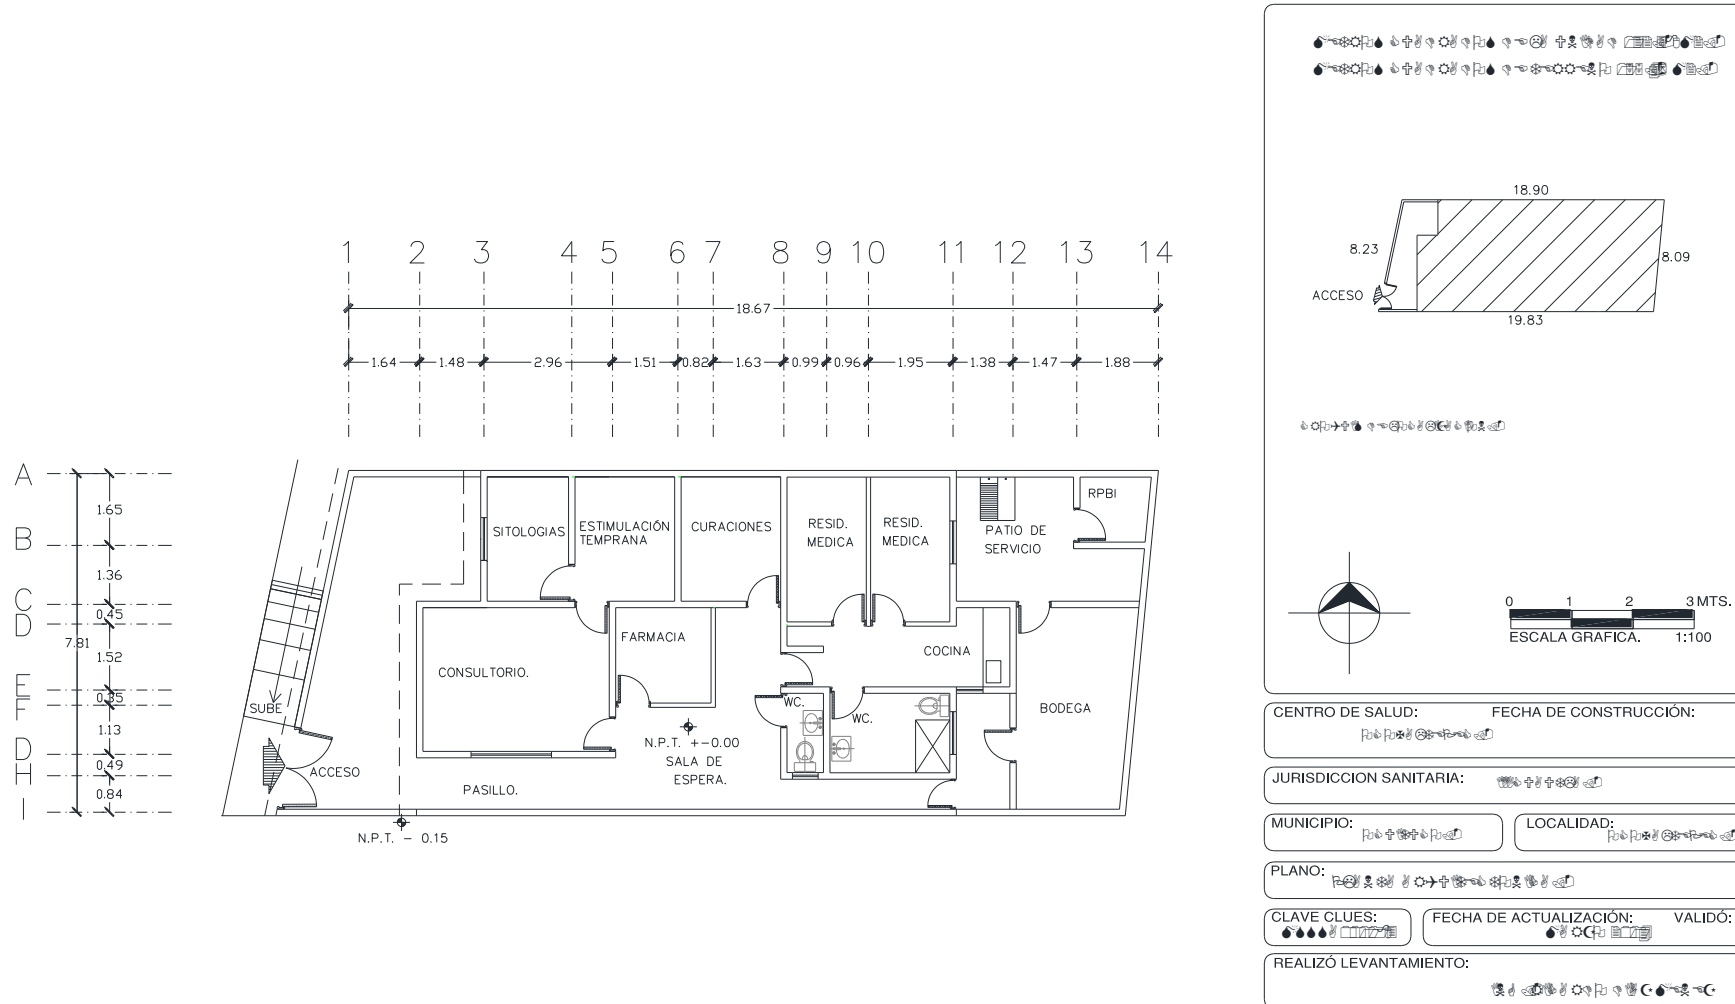 1 2 3 4 5 6 7 8 9 10 11 12 13 14
18.67
1.64 1.48 2.96 1.51 0.82 1.63 0.99 0.96 1.95 1.38 1.47 1.88
A
B
C
D
E
F
D
H
I
1.65
1.36
0.45
7.81
1.52
0.35
1.13
0.49
0.84
RPBI
SITOLOGIAS
ESTIMULACIÓN
TEMPRANA
CURACIONES
RESID.
MEDICA
RESID.
MEDICA
PATIO DE
SERVICIO
FARMACIA
CONSULTORIO.
COCINA
SUBE
WC.
WC.
BODEGA
N.P.T. +-0.00
SALA DE
ESPERA.
ACCESO
PASILLO.
N.P.T. - 0.15
18.90
8.23
8.09
ACCESO
19.83
0 1 2 3 MTS.
ESCALA GRAFICA. 1:100
CENTRO DE SALUD: FECHA DE CONSTRUCCIÓN:
JURISDICCION SANITARIA:
MUNICIPIO: LOCALIDAD:
PLANO:
CLAVE CLUES: FECHA DE ACTUALIZACIÓN: VALIDÓ:
REALIZÓ LEVANTAMIENTO: